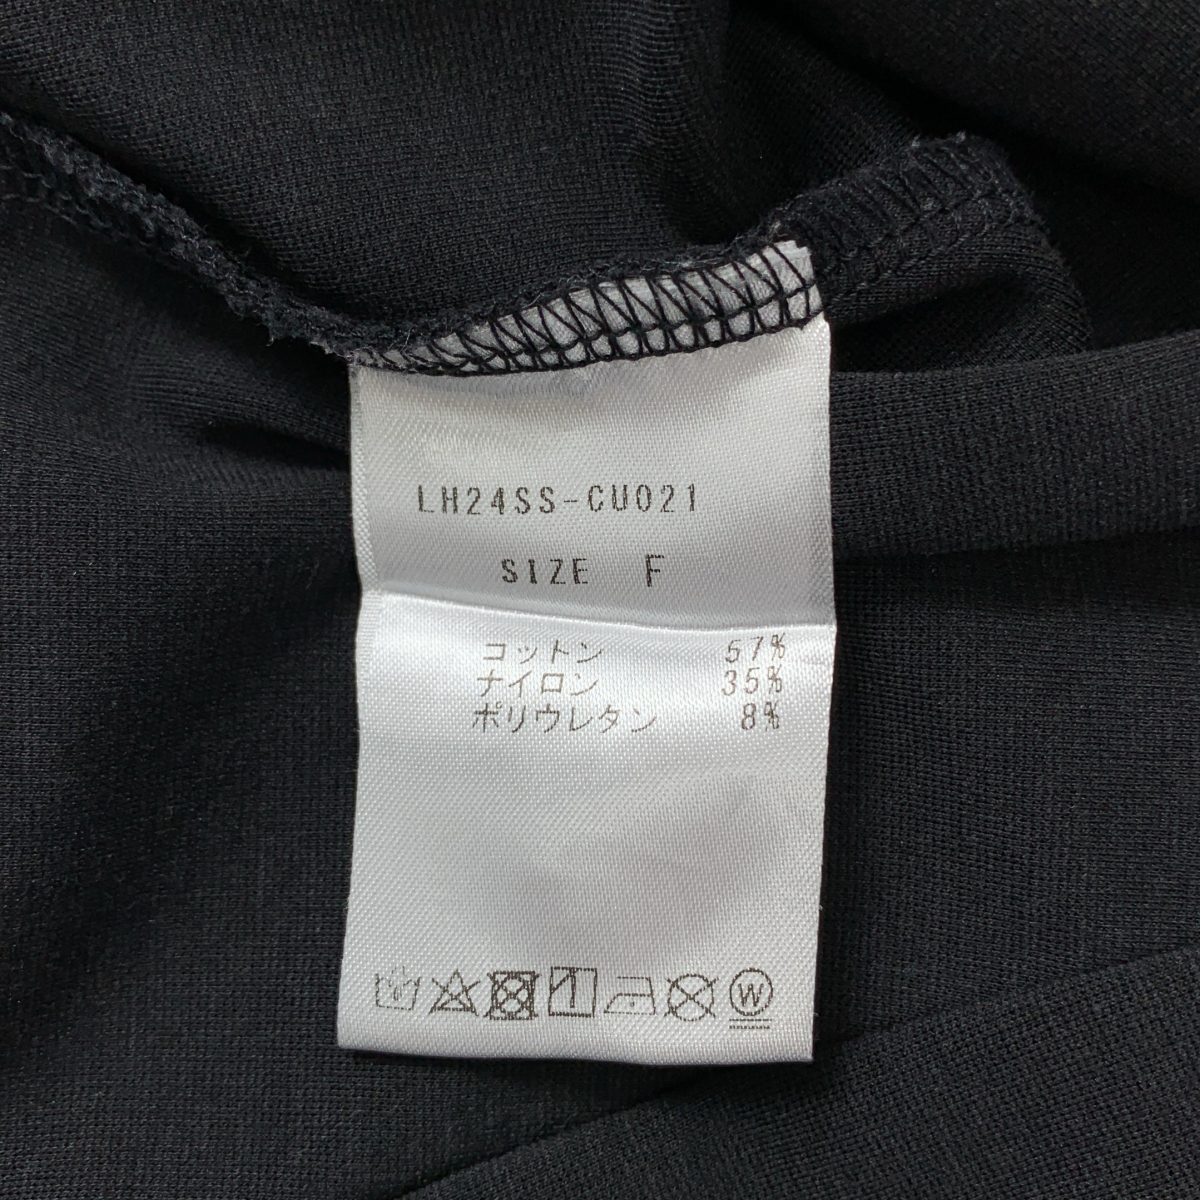 LH24SS-CU021
SIZE F
コットン 57%
ナイロン 35%
ポリウレタン 8%
W